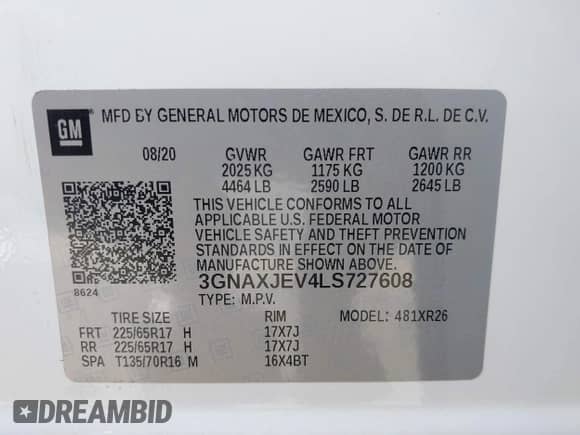 GM
MFD BY GENERAL MOTORS DE MEXICO, S. DE R.L. DE C.V.
08/20 GVWR GAWR FRT GAWR RR
2025 KG 1175 KG 1200 KG
4464 LB 2590 LB 2645 LB
THIS VEHICLE CONFORMS TO ALL
APPLICABLE U.S. FEDERAL MOTOR
VEHICLE SAFETY AND THEFT PREVENTION
STANDARDS IN EFFECT ON THE DATE OF
MANUFACTURE SHOWN ABOVE.
8624 3GNAXJEV4LS727608
TYPE: M.P.V.
TIRE SIZE RIM MODEL: 481XR26
FRT 225/65R17 H 17X7J
RR 225/65R17 H 17X7J
SPA T135/70R16 M 16X4BT
DREAMBID